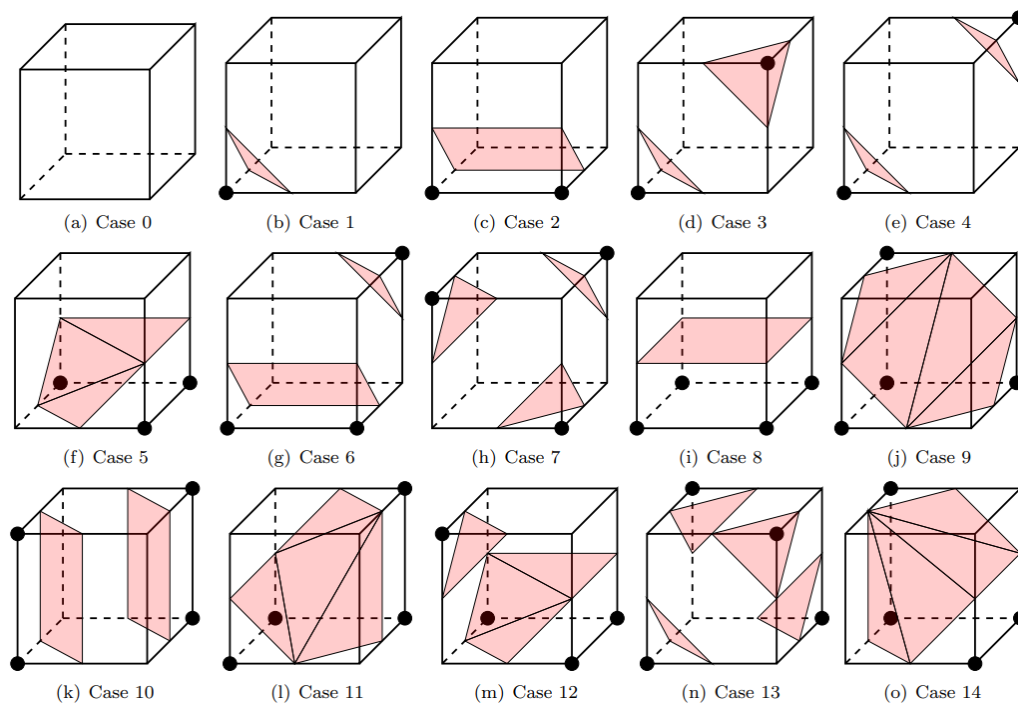 (a) Case 0
(b) Case 1
(c) Case 2
(d) Case 3
(e) Case 4
(f) Case 5
(g) Case 6
(h) Case 7
(i) Case 8
(j) Case 9
(k) Case 10
(l) Case 11
(m) Case 12
(n) Case 13
(o) Case 14